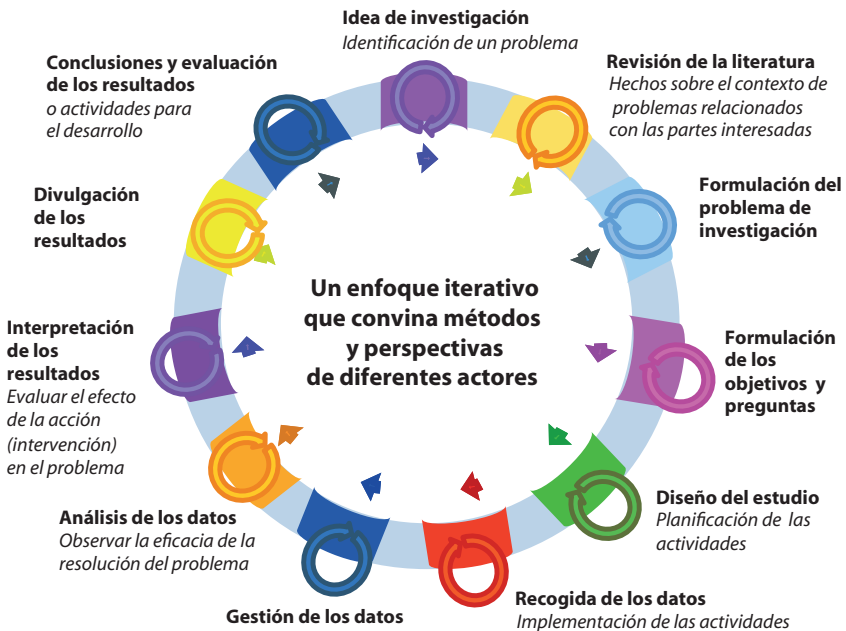 Idea de investigación
Identificación de un problema
Revisión de la literatura
Hechos sobre el contexto de
problemas relacionados
con las partes interesadas
Formulación del
problema de
investigación
Formulación
de los
objetivos y
preguntas
Diseño del estudio
Planificación de las
actividades
Recogida de los datos
Implementación de las actividades
Gestión de los datos
Análisis de los datos
Observar la eficacia de la
resolución del problema
Interpretación
de los
resultados
Evaluar el efecto
de la acción
(intervención)
en el problema
Divulgación
de los
resultados
Conclusiones y evaluación
de los resultados
o actividades para
el desarrollo
Un enfoque iterativo
que convina métodos
y perspectivas
de diferentes actores